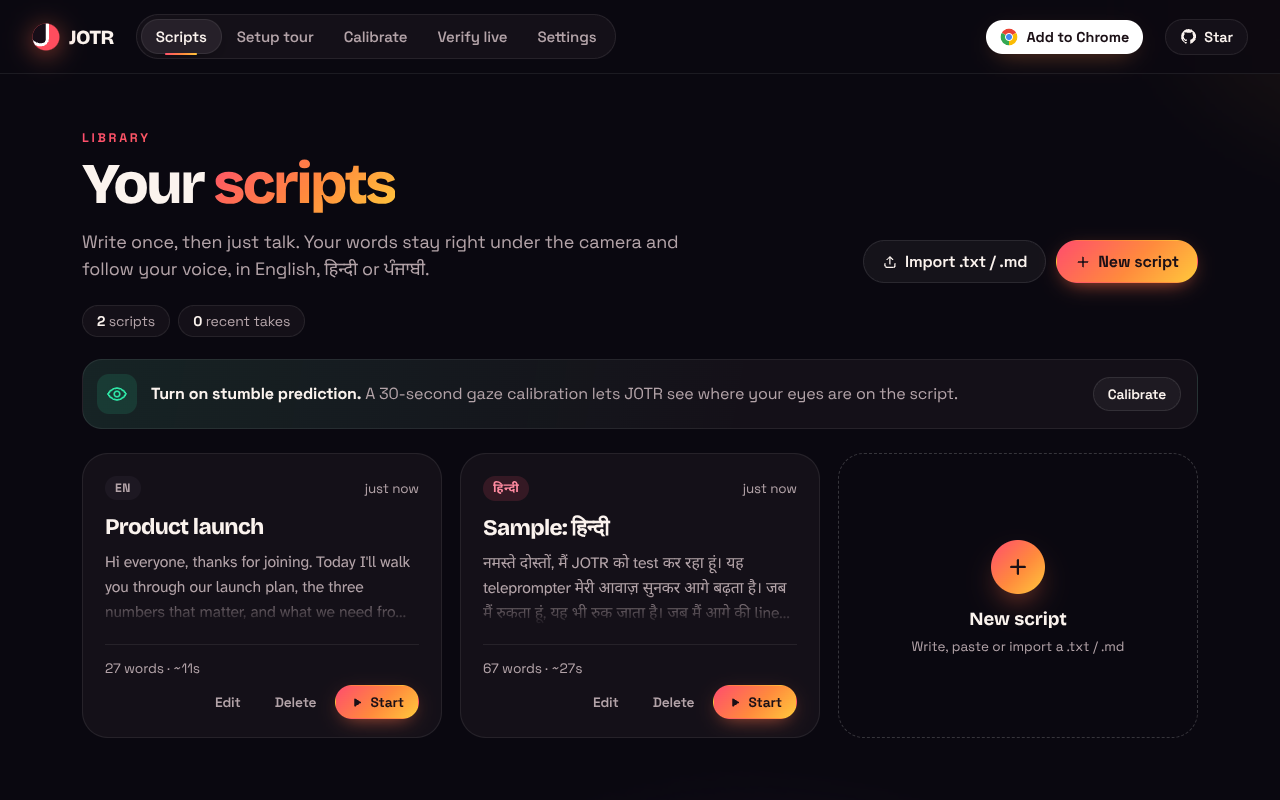 JOTR
Scripts
Setup tour
Calibrate
Verify live
Settings
Add to Chrome
Star
LIBRARY
Your scripts
Write once, then just talk. Your words stay right under the camera and
follow your voice, in English, हिन्दी or ਪੰਜਾਬੀ.
Import .txt / .md
New script
2 scripts
0 recent takes
Turn on stumble prediction. A 30-second gaze calibration lets JOTR see where your eyes are on the script.
Calibrate
EN
just now
Product launch
Hi everyone, thanks for joining. Today I'll walk
you through our launch plan, the three
numbers that matter, and what we need fro...
27 words · ~11s
Edit
Delete
Start
हिन्दी
just now
Sample: हिन्दी
नमस्ते दोस्तों, मैं JOTR को test कर रहा हूं। यह
teleprompter मेरी आवाज़ सुनकर आगे बढ़ता है। जब
मैं रुकता हूं, यह भी रुक जाता है। जब मैं आगे की line...
67 words · ~27s
Edit
Delete
Start
New script
Write, paste or import a .txt / .md